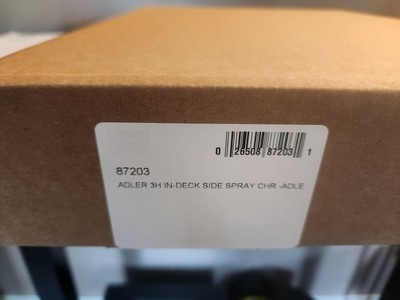 0 26508 87203 1
87203
ADLER 3H IN-DECK SIDE SPRAY CHR -ADLE